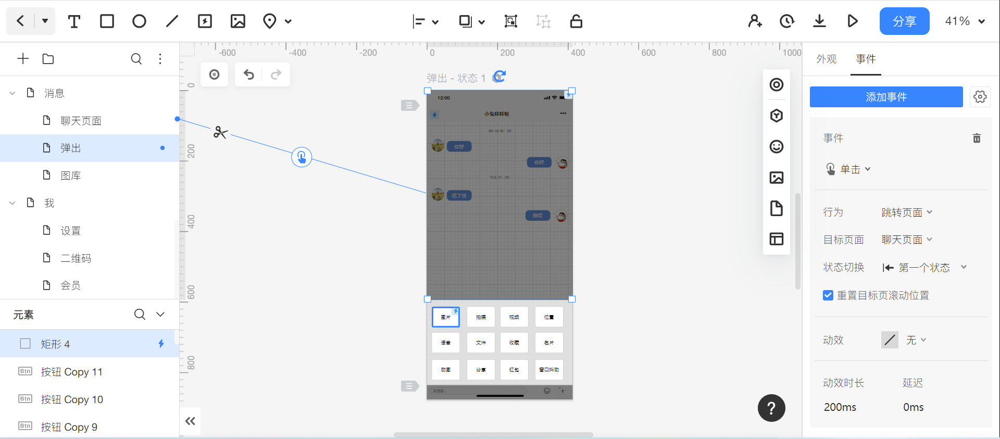 T
分享
41%
外观
事件
-600
-400
-200
0
200
400
600
800
1000
0
200
400
600
800
消息
聊天页面
弹出
图库
我
设置
二维码
会员
元素
矩形 4
Btn 按钮 Copy 11
Btn 按钮 Copy 10
Btn 按钮 Copy 9
弹出 - 状态 1
12:00
小兔咩咩哒
09-14 10: 29
你好
你好
今天 17: 50
吃了没
刚吃
图片
拍摄
视频
位置
语音
文件
收藏
名片
动图
分享
红包
窗口抖动
发消息...
添加事件
事件
单击
行为
跳转页面
目标页面
聊天页面
状态切换
第一个状态
重置目标页滚动位置
动效
无
动效时长
延迟
200ms
0ms
?